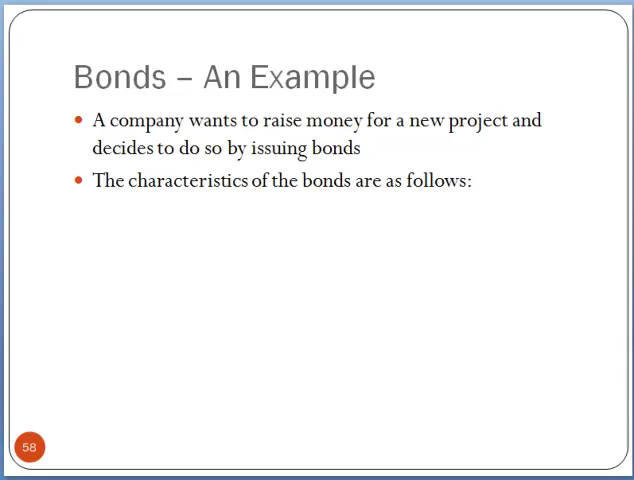 Bonds – An Example
• A company wants to raise money for a new project and
decides to do so by issuing bonds
• The characteristics of the bonds are as follows:
58